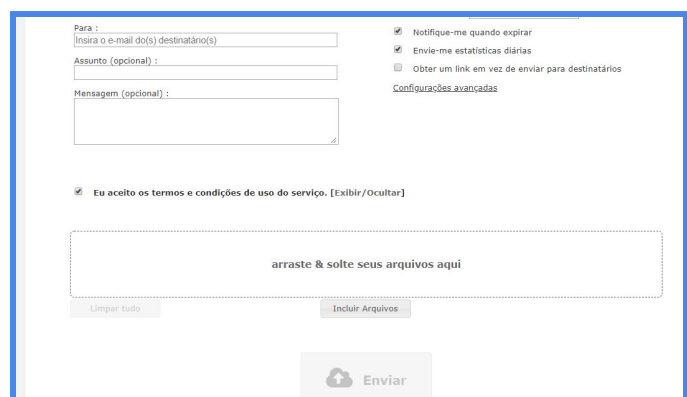 Para :
Insira o e-mail do(s) destinatário(s)
Assunto (opcional) :
Mensagem (opcional) :
Notifique-me quando expirar
Envie-me estatísticas diárias
Obter um link em vez de enviar para destinatários
Configurações avançadas
Eu aceito os termos e condições de uso do serviço. [Exibir/Ocultar]
arraste & solte seus arquivos aqui
Limpar tudo
Incluir Arquivos
Enviar